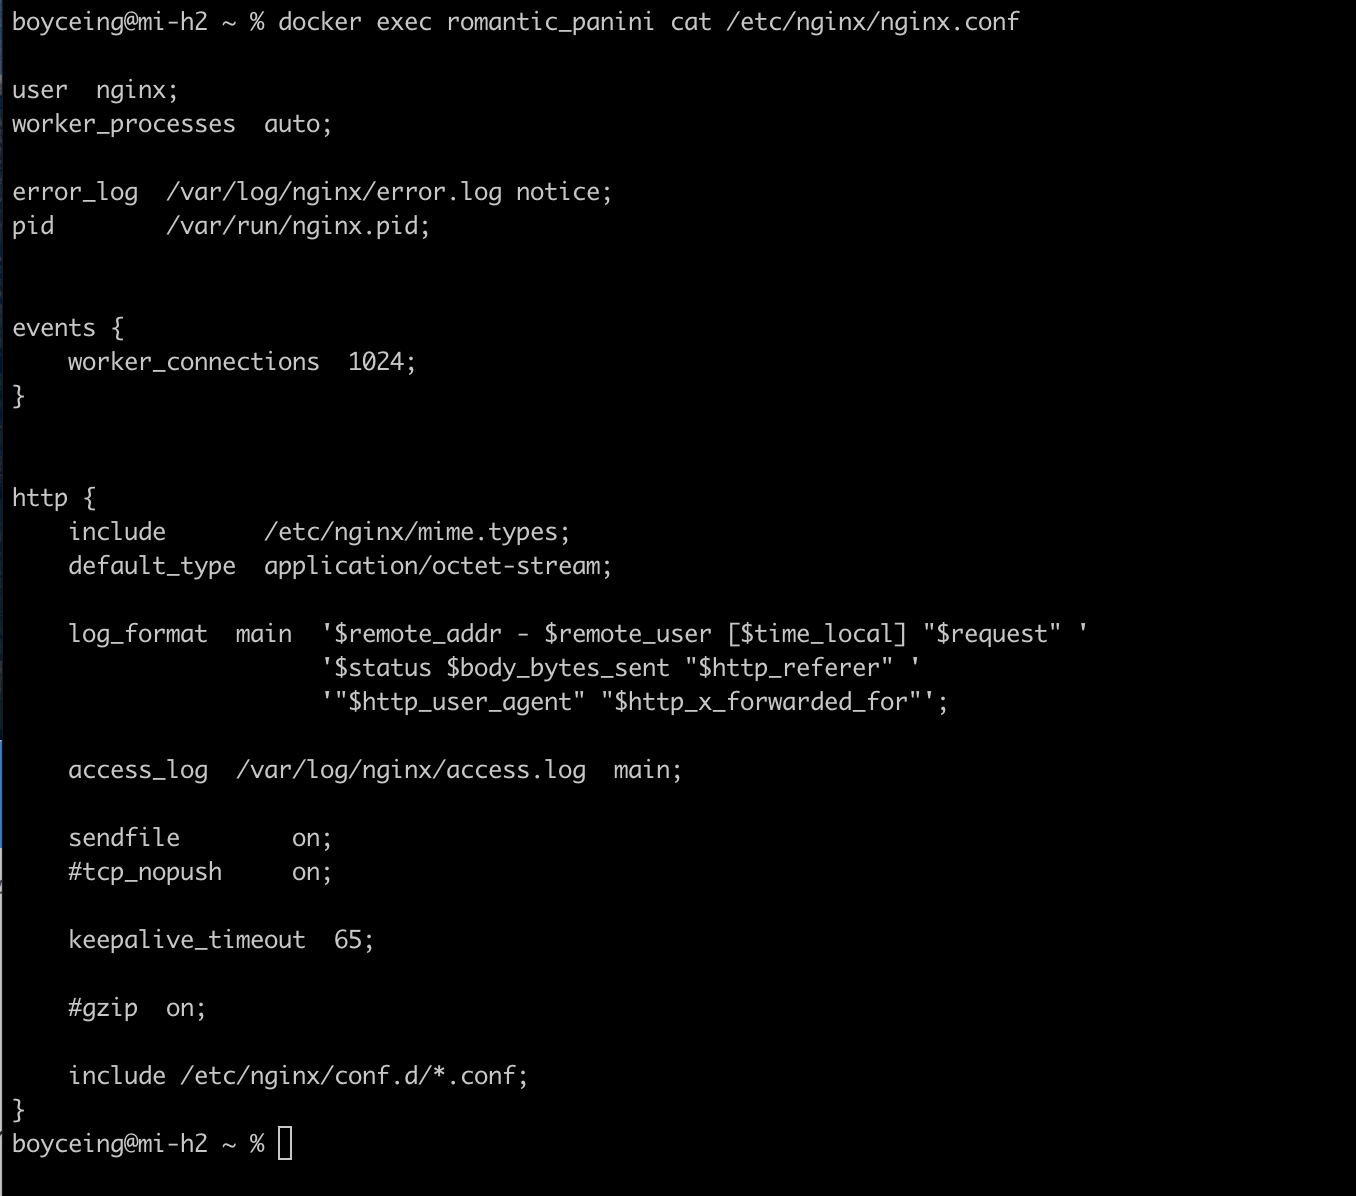 boyceing@mi-h2 ~ % docker exec romantic_panini cat /etc/nginx/nginx.conf

user  nginx;
worker_processes  auto;

error_log  /var/log/nginx/error.log notice;
pid        /var/run/nginx.pid;


events {
    worker_connections  1024;
}


http {
    include       /etc/nginx/mime.types;
    default_type  application/octet-stream;

    log_format  main  '$remote_addr - $remote_user [$time_local] "$request" '
                      '$status $body_bytes_sent "$http_referer" '
                      '"$http_user_agent" "$http_x_forwarded_for"';

    access_log  /var/log/nginx/access.log  main;

    sendfile        on;
    #tcp_nopush     on;

    keepalive_timeout  65;

    #gzip  on;

    include /etc/nginx/conf.d/*.conf;
}
boyceing@mi-h2 ~ %